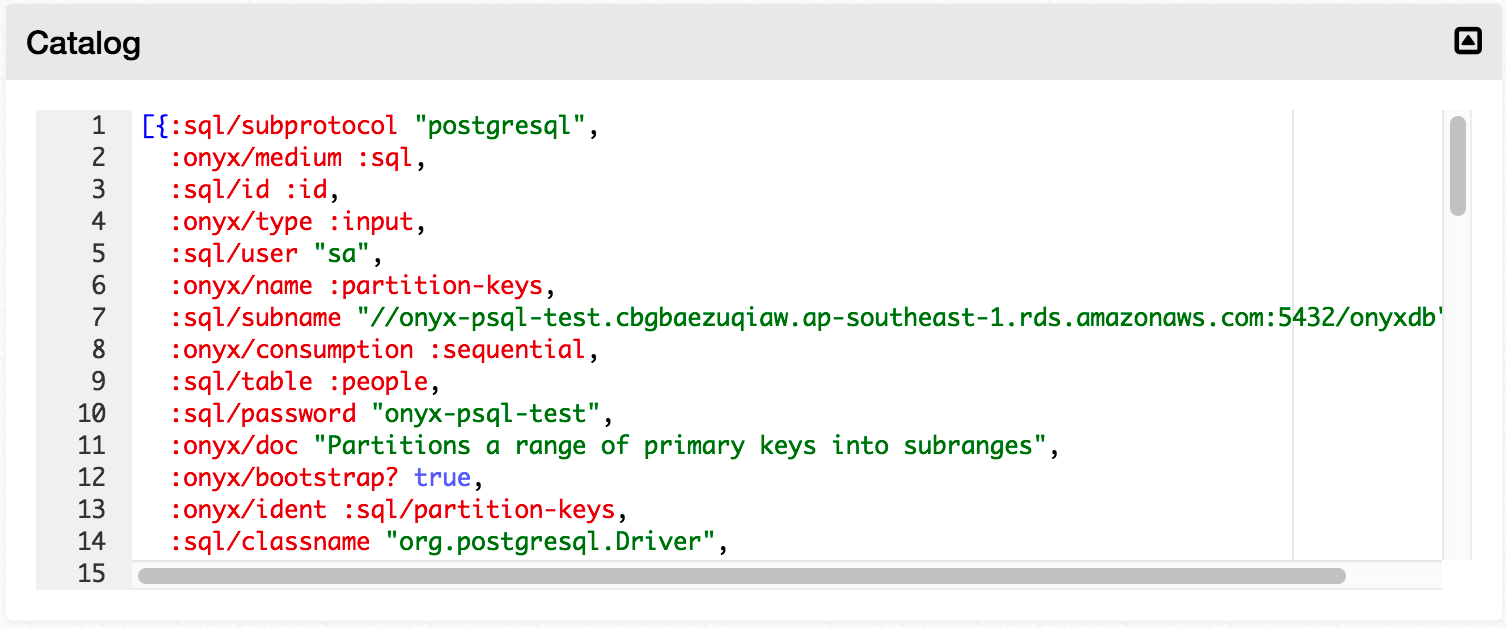 Catalog
1 [{:sql/subprotocol "postgresql",
2 :onyx/medium :sql,
3 :sql/id :id,
4 :onyx/type :input,
5 :sql/user "sa",
6 :onyx/name :partition-keys,
7 :sql/subname "//onyx-psql-test.cbgbaezuqiaw.ap-southeast-1.rds.amazonaws.com:5432/onyxdb"
8 :onyx/consumption :sequential,
9 :sql/table :people,
10 :sql/password "onyx-psql-test",
11 :onyx/doc "Partitions a range of primary keys into subranges",
12 :onyx/bootstrap? true,
13 :onyx/ident :sql/partition-keys,
14 :sql/classname "org.postgresql.Driver",
15